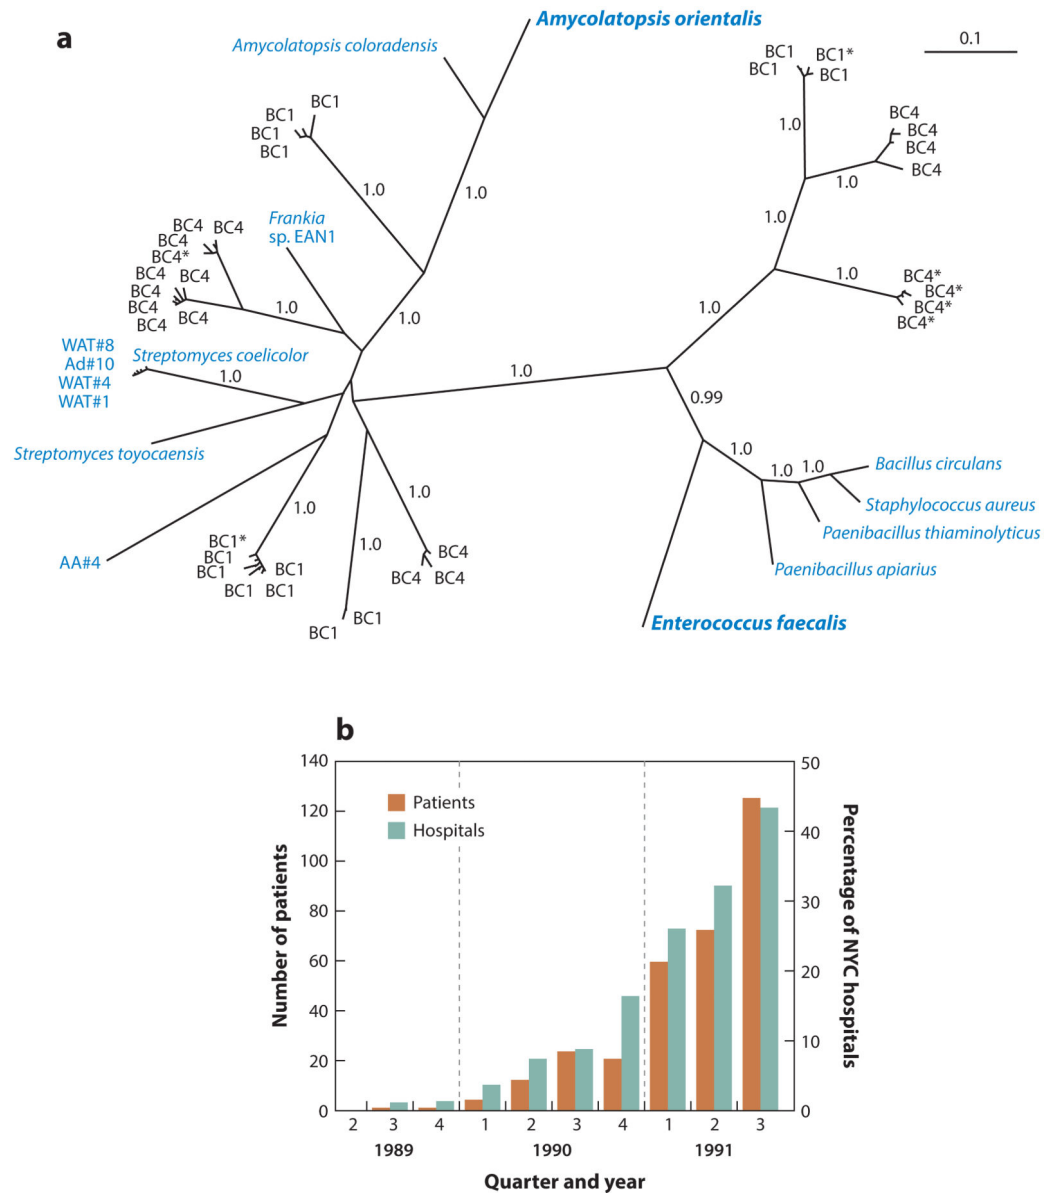 a
Amycolatopsis orientalis
Amycolatopsis coloradensis
0.1
BC1
BC1
BC1
BC1
1.0
1.0
BC1
BC1*
BC1
BC1
1.0
BC4
BC4
BC4
BC4
1.0
1.0
Frankia
sp. EAN1
BC4
BC4
BC4
BC4*
BC4
BC4
BC4
BC4
BC4
BC4
1.0
1.0
1.0
BC4*
BC4*
BC4*
BC4*
1.0
WAT#8
Ad#10
WAT#4
WAT#1
Streptomyces coelicolor
1.0
1.0
0.99
Streptomyces toyocaensis
1.0
1.0
1.0
Bacillus circulans
Staphylococcus aureus
Paenibacillus thiaminolyticus
Paenibacillus apiarius
AA#4
1.0
BC1*
BC1
BC1
BC1
BC1
BC1
1.0
BC1
BC1
1.0
BC4
BC4
BC4
Enterococcus faecalis
b
140
120
100
80
60
40
20
0
Number of patients
Patients
Hospitals
50
40
30
20
10
0
Percentage of NYC hospitals
2 3 4 1 2 3 4 1 2 3
1989 1990 1991
Quarter and year